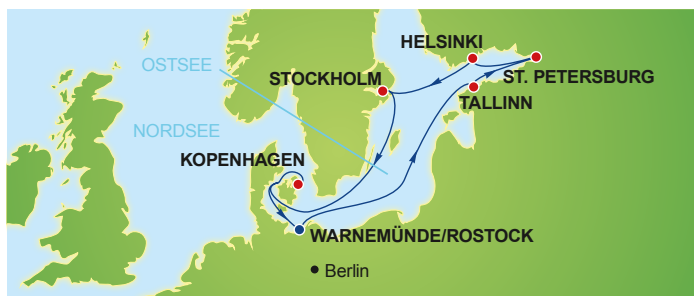 HELSINKI
OSTSEE
STOCKHOLM
ST. PETERSBURG
TALLINN
NORDSEE
KOPENHAGEN
WARNEMÜNDE/ROSTOCK
Berlin